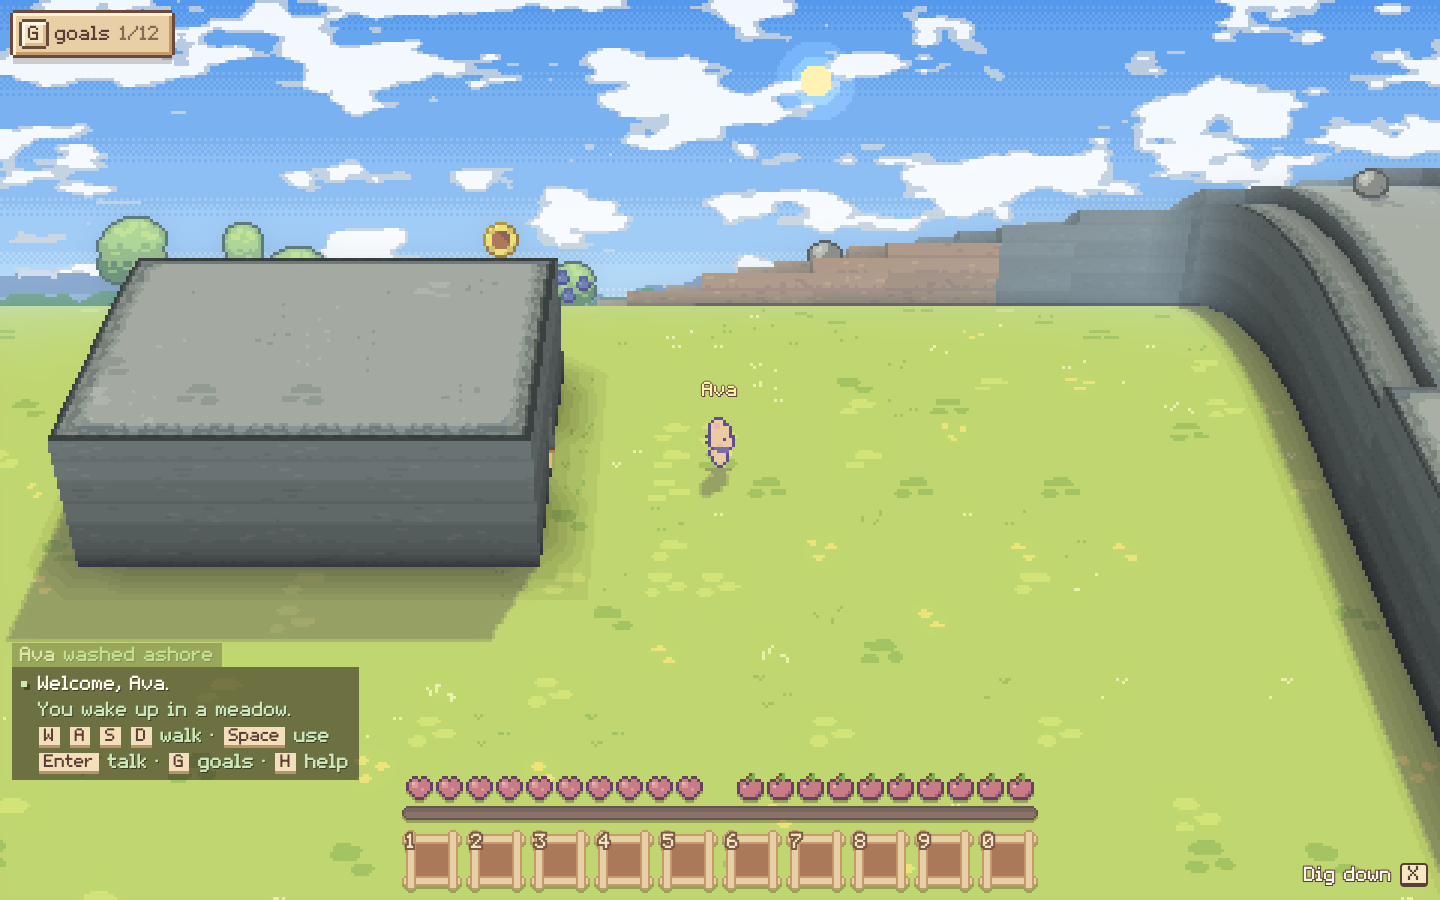 G goals 1/12
Ava
Ava washed ashore
Welcome, Ava.
You wake up in a meadow.
W A S D walk · Space use
Enter talk · G goals · H help
1 2 3 4 5 6 7 8 9 0
Dig down X